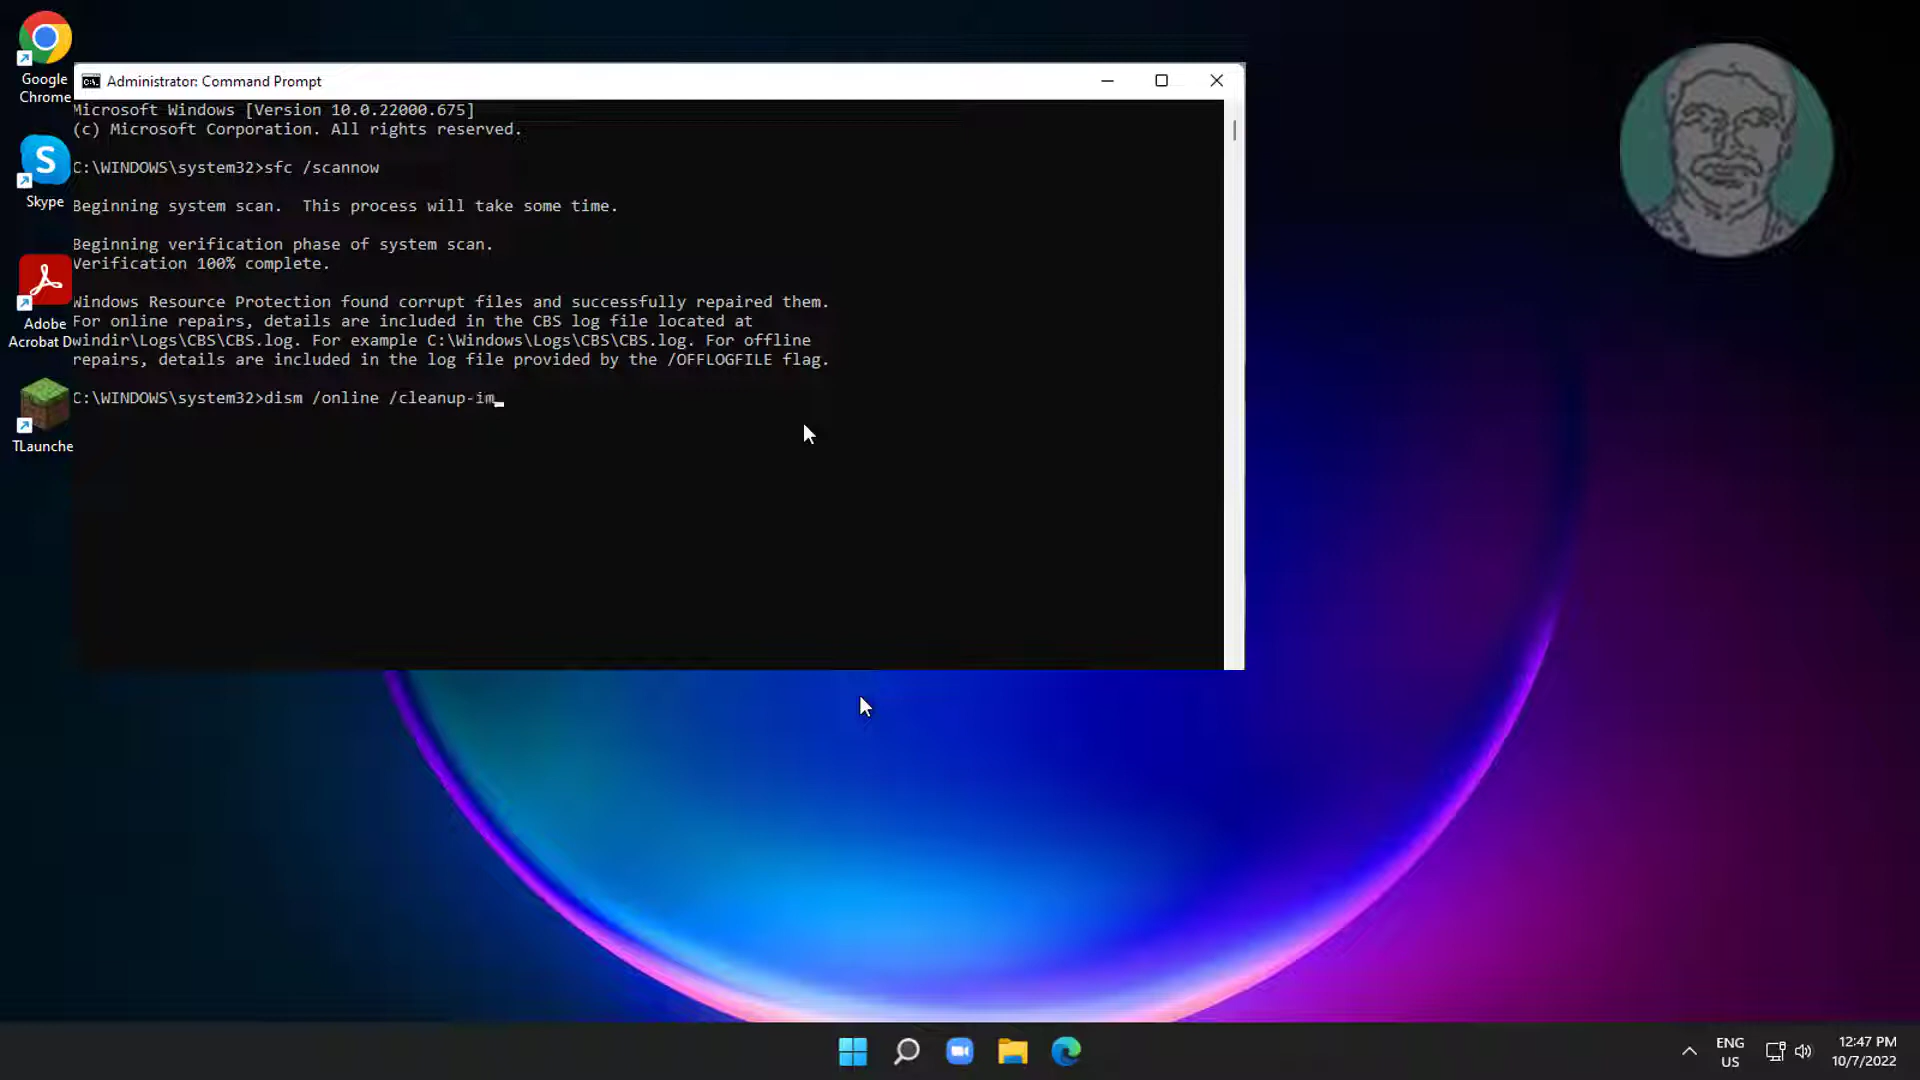 Google
Chrome
Skype
Adobe
Acrobat D
TLaunche
Administrator: Command Prompt
Microsoft Windows [Version 10.0.22000.675]
(c) Microsoft Corporation. All rights reserved.
C:\WINDOWS\system32>sfc /scannow
Beginning system scan.  This process will take some time.
Beginning verification phase of system scan.
Verification 100% complete.
Windows Resource Protection found corrupt files and successfully repaired them.
For online repairs, details are included in the CBS log file located at
windir\Logs\CBS\CBS.log. For example C:\Windows\Logs\CBS\CBS.log. For offline
repairs, details are included in the log file provided by the /OFFLOGFILE flag.
C:\WINDOWS\system32>dism /online /cleanup-im_
ENG
US
12:47 PM
10/7/2022